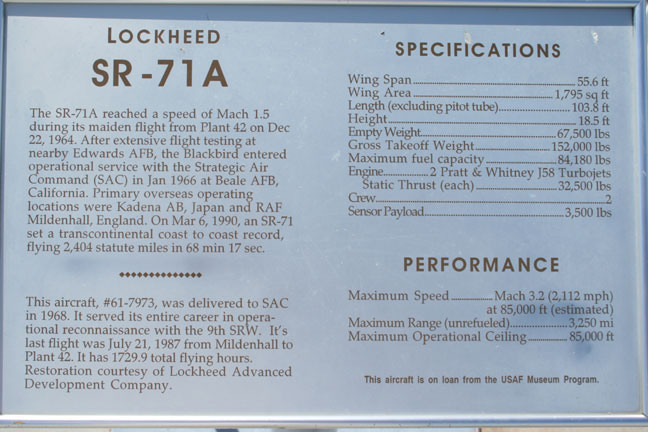 LOCKHEED
SR-71A
The SR-71A reached a speed of Mach 1.5
during its maiden flight from Plant 42 on Dec
22, 1964. After extensive flight testing at
nearby Edwards AFB, the Blackbird entered
operational service with the Strategic Air
Command (SAC) in Jan 1966 at Beale AFB,
California. Primary overseas operating
locations were Kadena AB, Japan and RAF
Mildenhall, England. On Mar 6, 1990, an SR-71
set a transcontinental coast to coast record,
flying 2,404 statute miles in 68 min 17 sec.
This aircraft, #61-7973, was delivered to SAC
in 1968. It served its entire career in opera-
tional reconnaissance with the 9th SRW. It's
last flight was July 21, 1987 from Mildenhall to
Plant 42. It has 1729.9 total flying hours.
Restoration courtesy of Lockheed Advanced
Development Company.
SPECIFICATIONS
Wing Span 55.6 ft
Wing Area 1,795 sq ft
Length (excluding pitot tube) 103.8 ft
Height 18.5 ft
Empty Weight 67,500 lbs
Gross Takeoff Weight 152,000 lbs
Maximum fuel capacity 84,180 lbs
Engine 2 Pratt & Whitney J58 Turbojets
Static Thrust (each) 32,500 lbs
Crew 2
Sensor Payload 3,500 lbs
PERFORMANCE
Maximum Speed Mach 3.2 (2,112 mph)
at 85,000 ft (estimated)
Maximum Range (unrefueled) 3,250 mi
Maximum Operational Ceiling 85,000 ft
This aircraft is on loan from the USAF Museum Program.